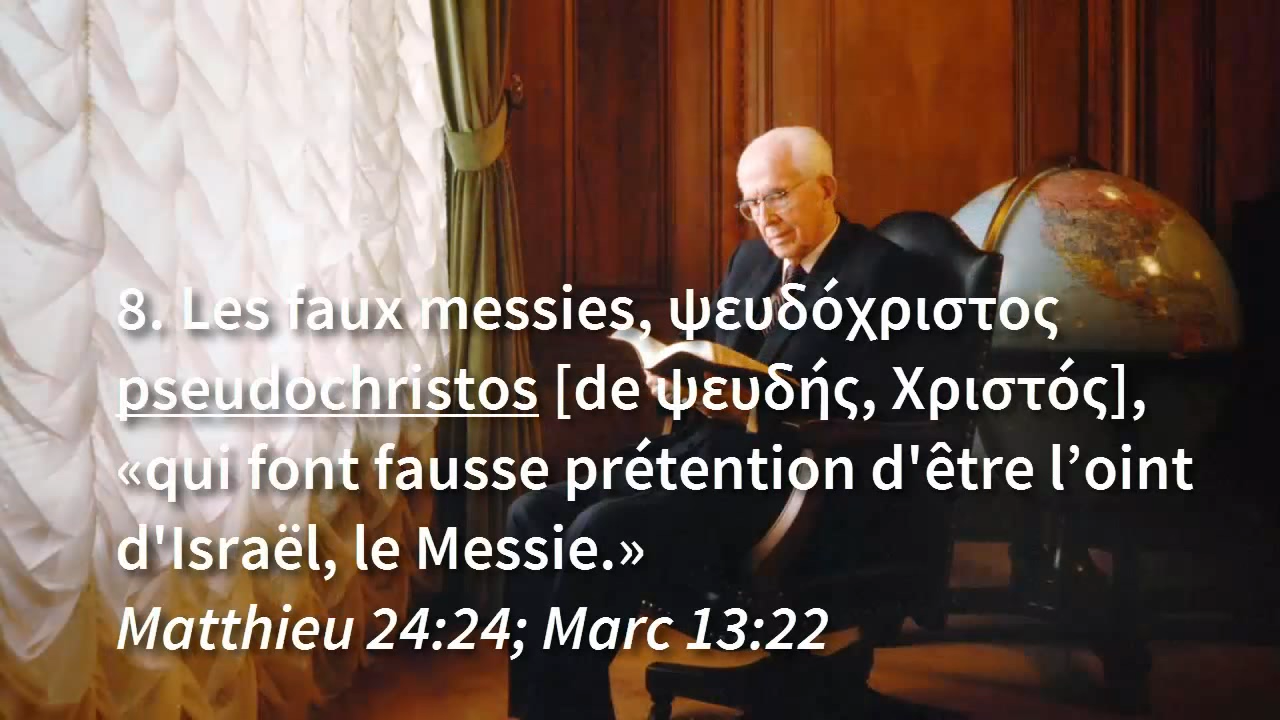 8. Les faux messies, ψευδόχριστος
pseudochristos [de ψευδής, Χριστός],
«qui font fausse prétention d'être l’oint
d'Israël, le Messie.»
Matthieu 24:24; Marc 13:22